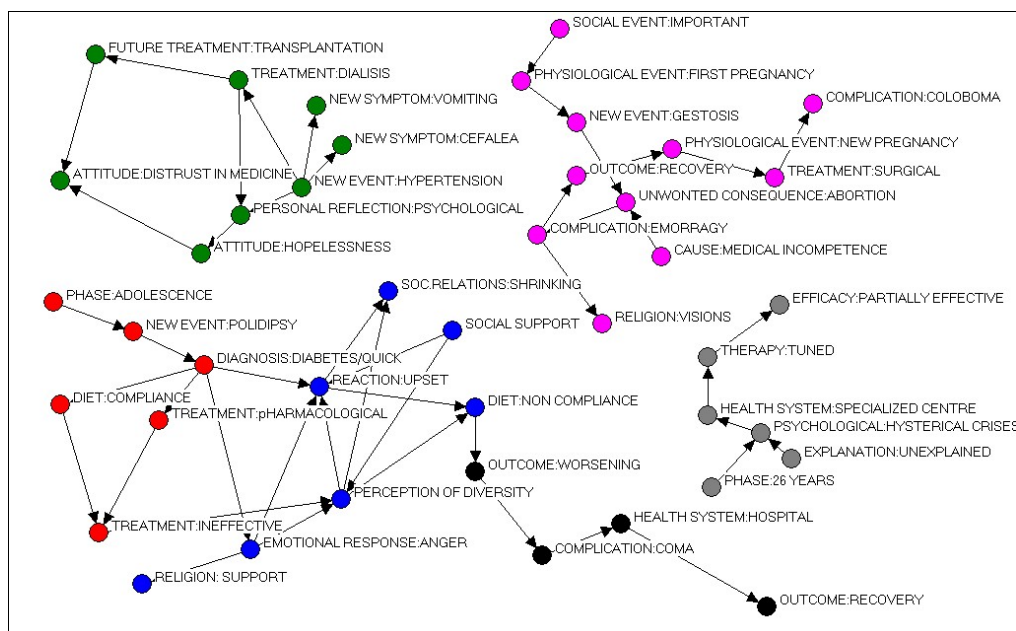 SOCIAL EVENT:IMPORTANT
FUTURE TREATMENT:TRANSPLANTATION
TREATMENT:DIALISIS
PHYSIOLOGICAL EVENT:FIRST PREGNANCY
NEW SYMPTOM:VOMITING
COMPLICATION:COLOBOMA
NEW EVENT:GESTOSIS
NEW SYMPTOM:CEFALEA
PHYSIOLOGICAL EVENT:NEW PREGNANCY
ATTITUDE:DISTRUST IN MEDICINE
NEW EVENT:HYPERTENSION
OUTCOME:RECOVERY
TREATMENT:SURGICAL
UNWONTED CONSEQUENCE:ABORTION
PERSONAL REFLECTION:PSYCHOLOGICAL
COMPLICATION:EMORRAGY
ATTITUDE:HOPELESSNESS
CAUSE:MEDICAL INCOMPETENCE
SOC.RELATIONS:SHRINKING
PHASE:ADOLESCENCE
EFFICACY:PARTIALLY EFFECTIVE
NEW EVENT:POLIDIPSY
SOCIAL SUPPORT
RELIGION:VISIONS
DIAGNOSIS:DIABETES/QUICK
THERAPY:TUNED
REACTION:UPSET
DIET:COMPLIANCE
TREATMENT:pHARMACOLOGICAL
DIET:NON COMPLIANCE
HEALTH SYSTEM:SPECIALIZED CENTRE
PSYCHOLOGICAL:HYSTERICAL CRISES
EXPLANATION:UNEXPLAINED
OUTCOME:WORSENING
PHASE:26 YEARS
PERCEPTION OF DIVERSITY
TREATMENT:INEFFECTIVE
HEALTH SYSTEM:HOSPITAL
EMOTIONAL RESPONSE:ANGER
COMPLICATION:COMA
RELIGION: SUPPORT
OUTCOME:RECOVERY